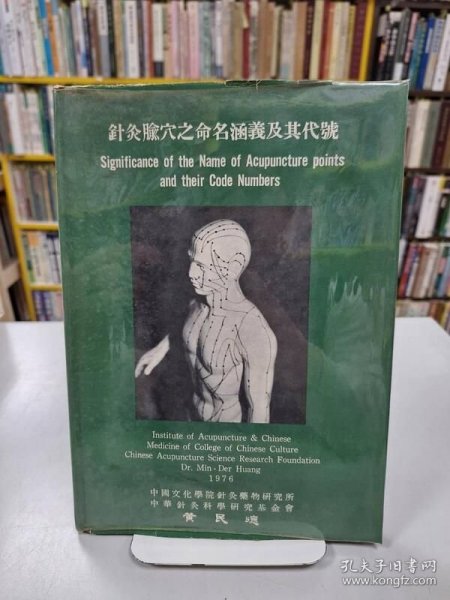 針灸腧穴之命名涵義及其代號
Significance of the Name of Acupuncture points
and their Code Numbers
Institute of Acupuncture & Chinese
Medicine of College of Chinese Culture
Chinese Acupuncture Science Research Foundation
Dr. Min-Der Huang
1976
中國文化學院針灸藥物研究所
中華針灸科學研究基金會
黃民德
孔夫子旧书网
www.kongfz.com